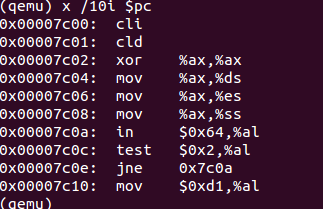 (qemu) x /10i $pc
0x00007c00:  cli
0x00007c01:  cld
0x00007c02:  xor    %ax,%ax
0x00007c04:  mov    %ax,%ds
0x00007c06:  mov    %ax,%es
0x00007c08:  mov    %ax,%ss
0x00007c0a:  in     $0x64,%al
0x00007c0c:  test   $0x2,%al
0x00007c0e:  jne    0x7c0a
0x00007c10:  mov    $0xd1,%al
(qemu)